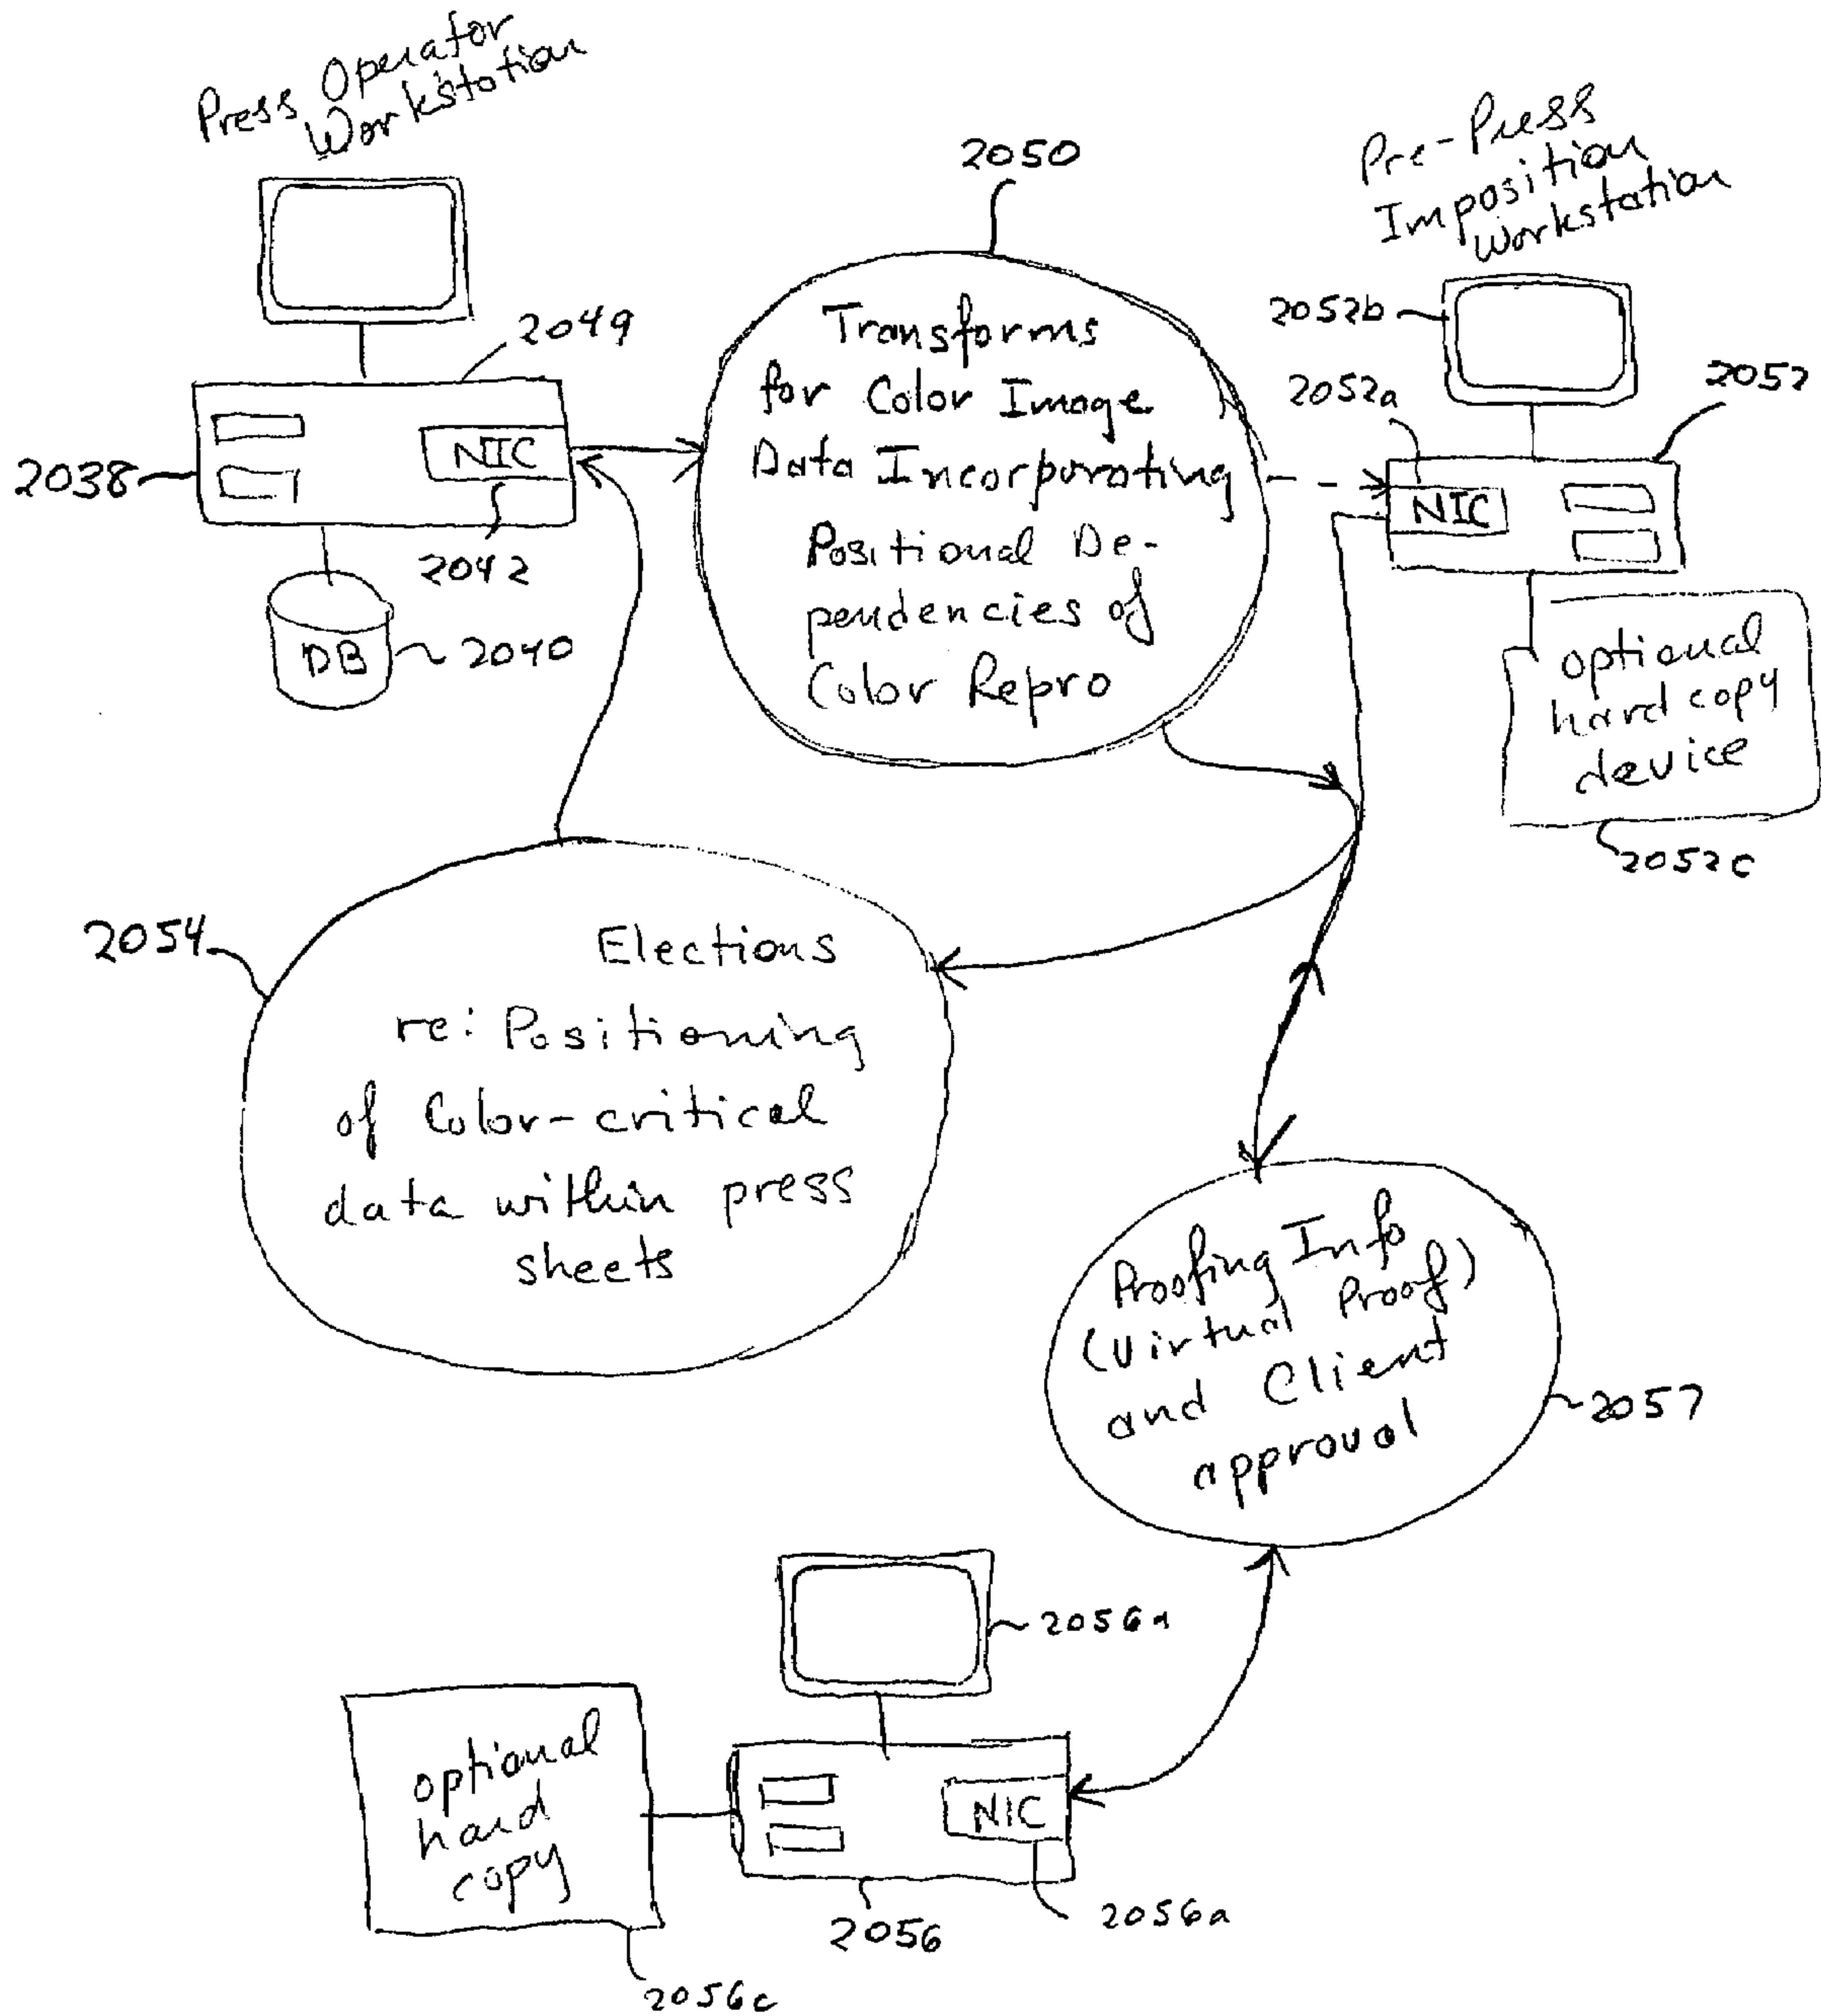 Press Operator
Workstation
2049
NIC
2038
2042
DB
2040
2050
Transforms
for Color Image
Data Incorporating
Positional De-
pendencies of
Color Repro
Pre-Press
Imposition
Workstation
2052b
2052a
2052
NIC
optional
hard copy
device
2052c
2054
Elections
re: Positioning
of Color-critical
data within press
sheets
Proofing Info
(Virtual Proof)
and Client
approval
2057
optional
hard
copy
2056c
NIC
2056
2056a